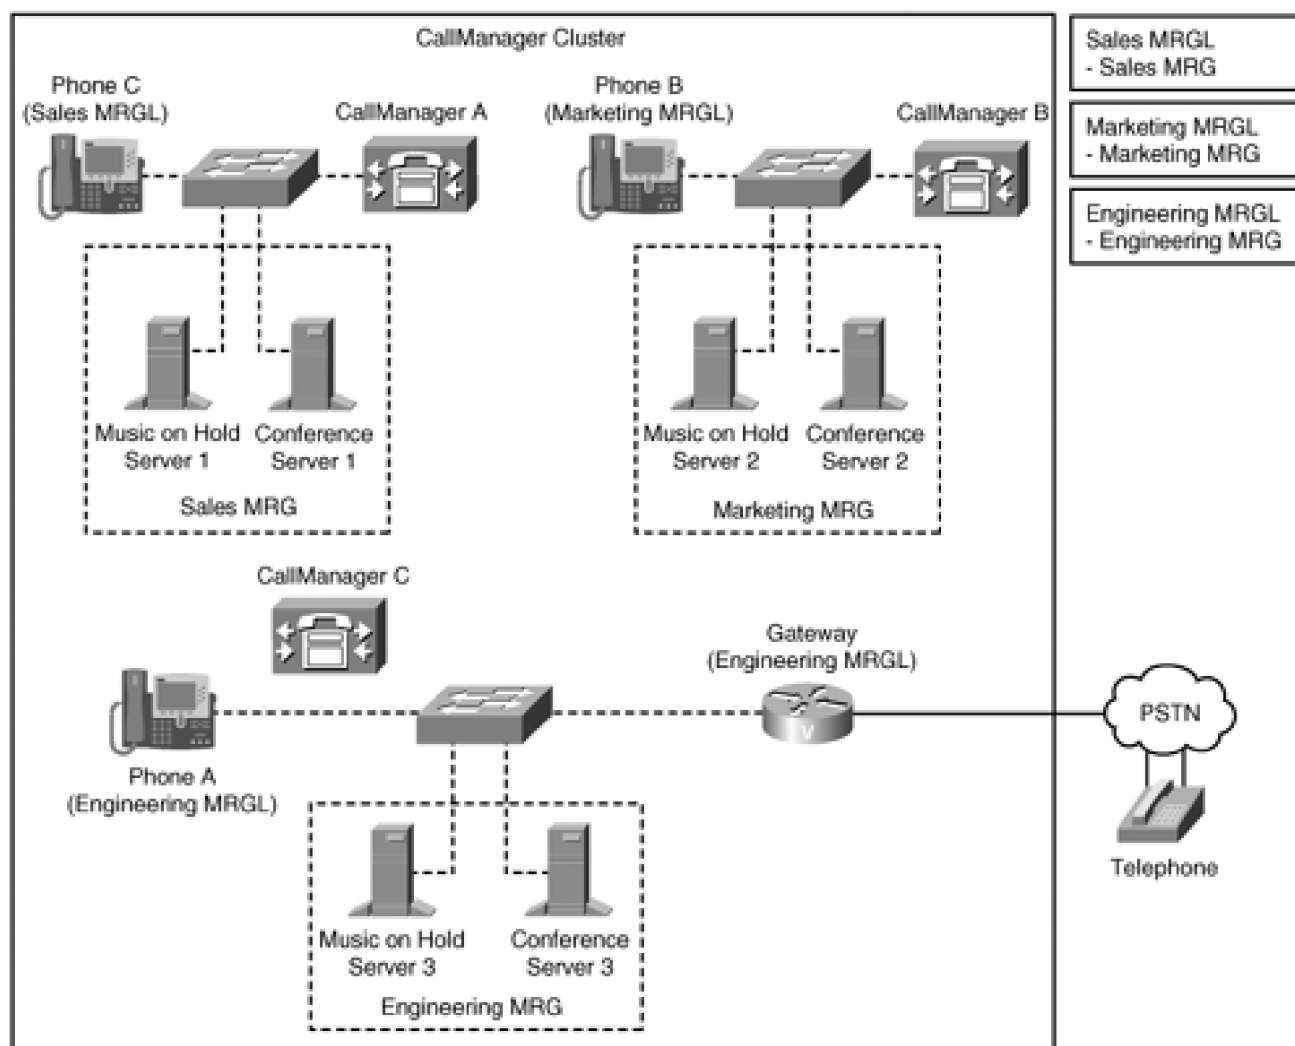 CallManager Cluster
Phone C
(Sales MRGL)
CallManager A
Phone B
(Marketing MRGL)
CallManager B
Music on Hold
Server 1
Conference
Server 1
Sales MRG
Music on Hold
Server 2
Conference
Server 2
Marketing MRG
CallManager C
Phone A
(Engineering MRGL)
Gateway
(Engineering MRGL)
V
Music on Hold
Server 3
Conference
Server 3
Engineering MRG
Sales MRGL
- Sales MRG
Marketing MRGL
- Marketing MRG
Engineering MRGL
- Engineering MRG
PSTN
Telephone